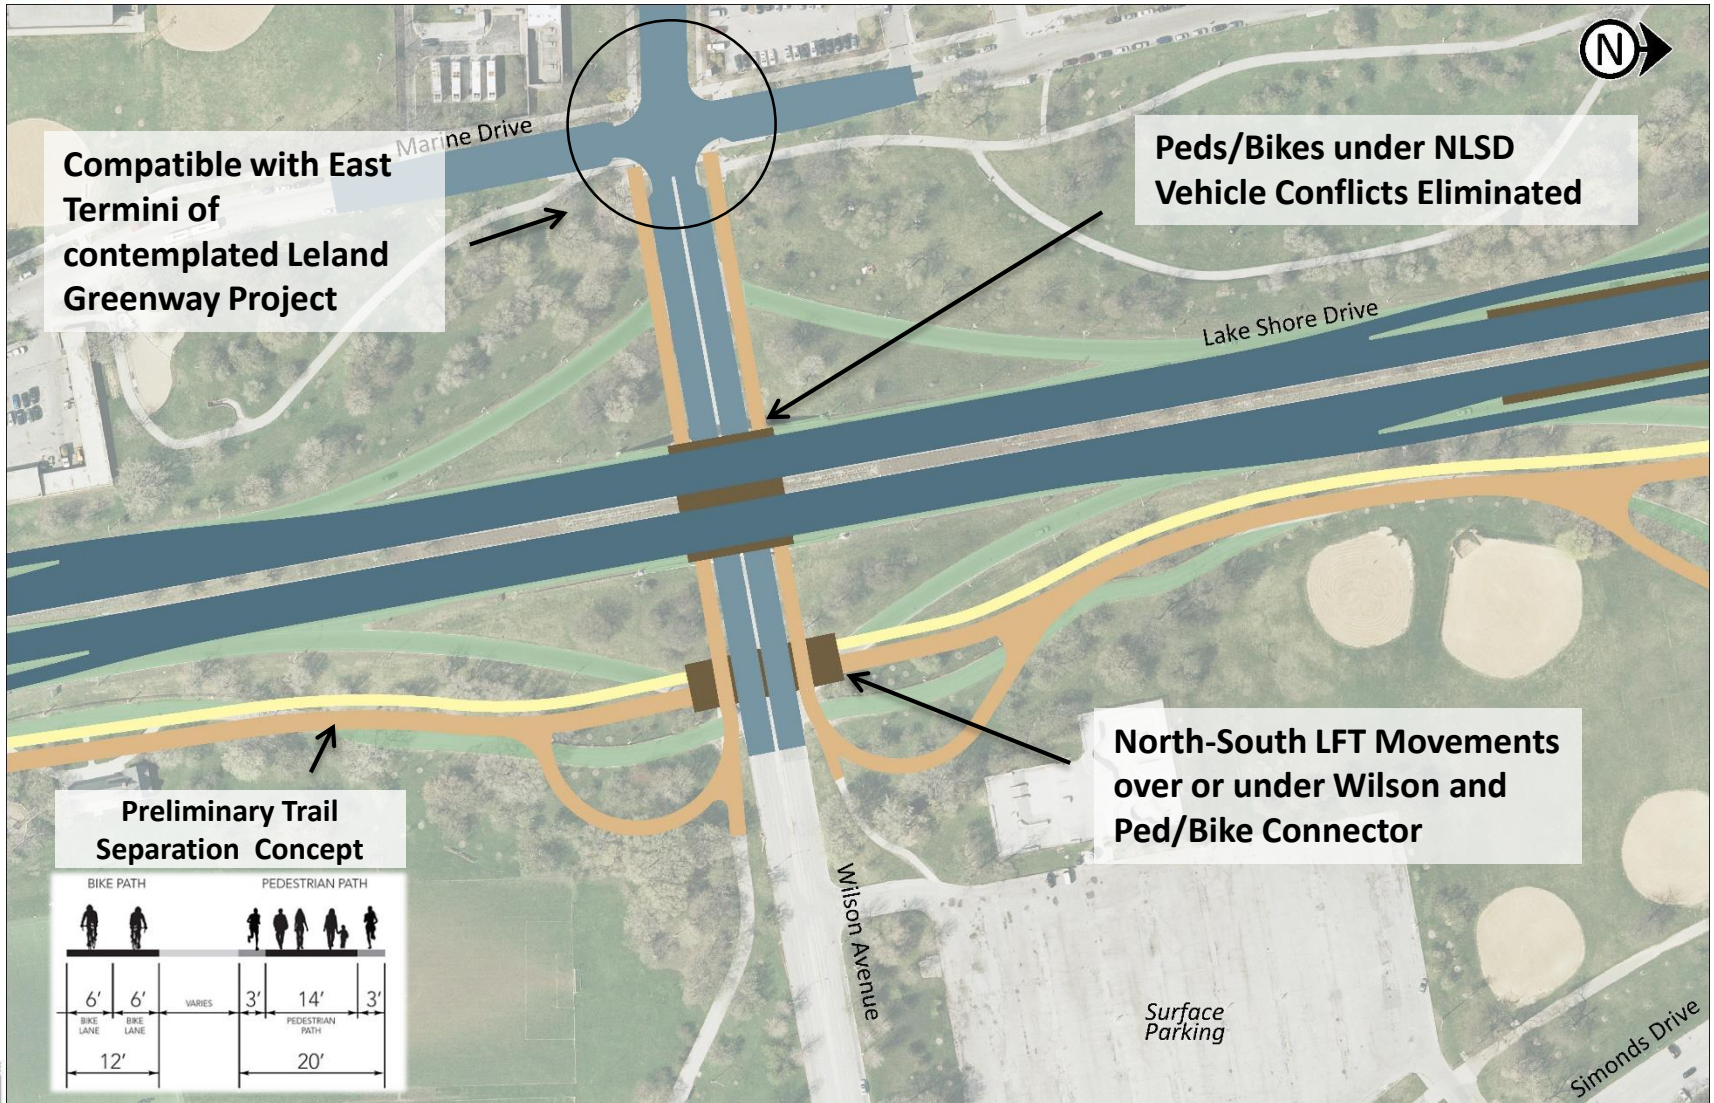 N
Marine Drive
Compatible with East
Termini of
contemplated Leland
Greenway Project
Peds/Bikes under NLSD
Vehicle Conflicts Eliminated
Lake Shore Drive
North-South LFT Movements
over or under Wilson and
Ped/Bike Connector
Preliminary Trail
Separation Concept
BIKE PATH PEDESTRIAN PATH
6' 6' VARIES 3' 14' 3'
BIKE LANE BIKE LANE PEDESTRIAN PATH
12' 20'
Wilson Avenue
Surface
Parking
Simonds Drive